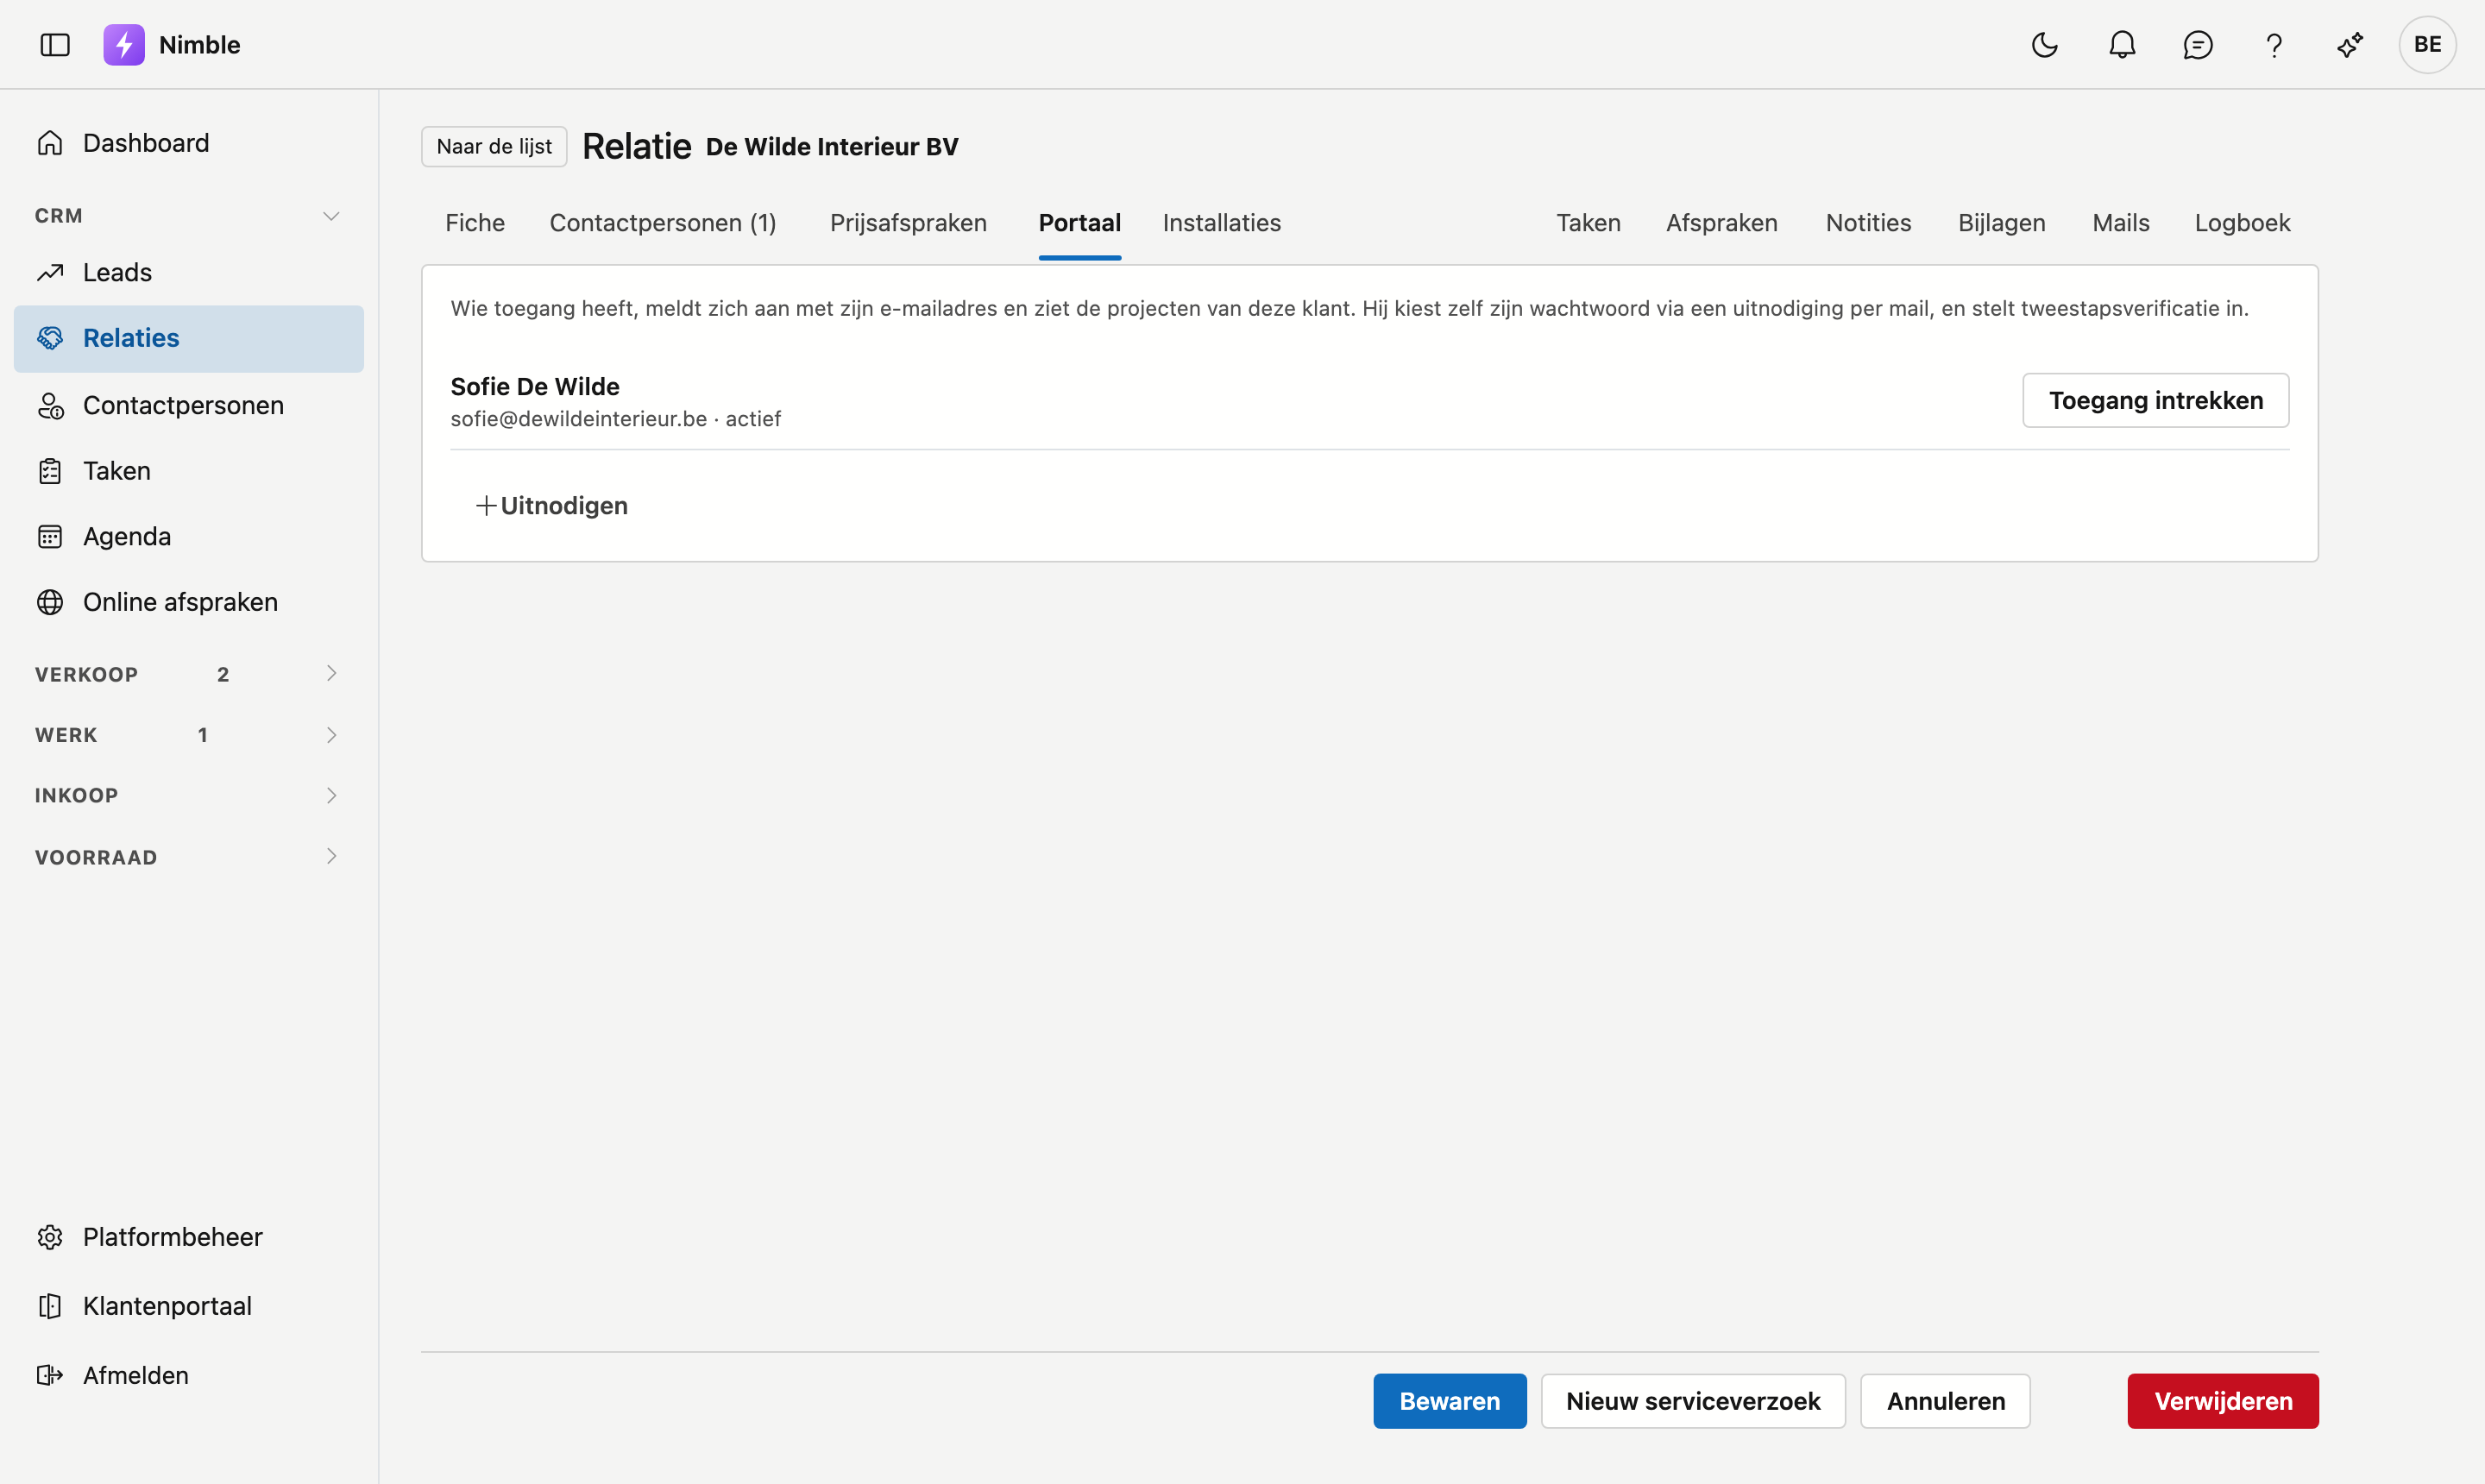 Nimble
BE
Dashboard
CRM
Leads
Relaties
Contactpersonen
Taken
Agenda
Online afspraken
VERKOOP 2
WERK 1
INKOOP
VOORRAAD
Platformbeheer
Klantenportaal
Afmelden
Naar de lijst Relatie De Wilde Interieur BV
Fiche Contactpersonen (1) Prijsafspraken Portaal Installaties Taken Afspraken Notities Bijlagen Mails Logboek
Wie toegang heeft, meldt zich aan met zijn e-mailadres en ziet de projecten van deze klant. Hij kiest zelf zijn wachtwoord via een uitnodiging per mail, en stelt tweestapsverificatie in.
Sofie De Wilde
sofie@dewildeinterieur.be · actief
Toegang intrekken
Uitnodigen
Bewaren Nieuw serviceverzoek Annuleren Verwijderen